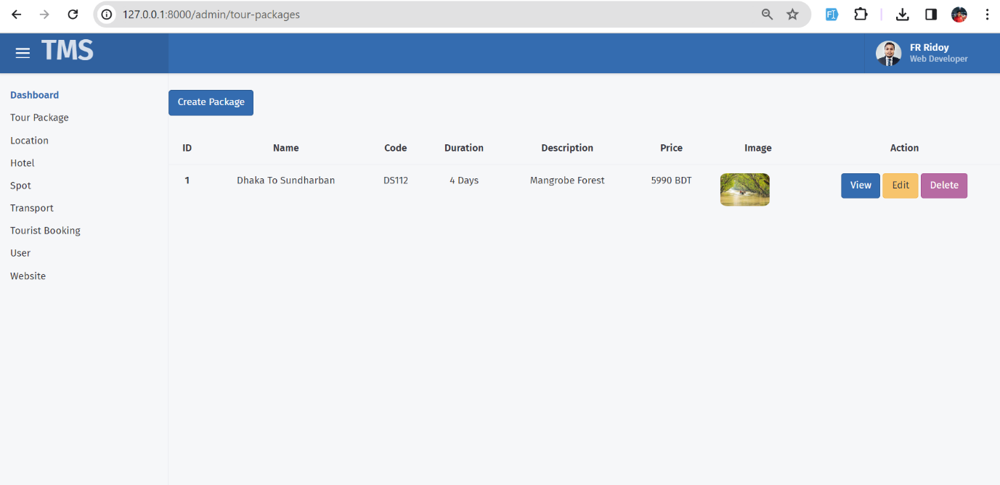 127.0.0.1:8000/admin/tour-packages
TMS
FR Ridoy
Web Developer
Dashboard
Tour Package
Location
Hotel
Spot
Transport
Tourist Booking
User
Website
Create Package
ID Name Code Duration Description Price Image Action
1 Dhaka To Sundharban DS112 4 Days Mangrobe Forest 5990 BDT View Edit Delete